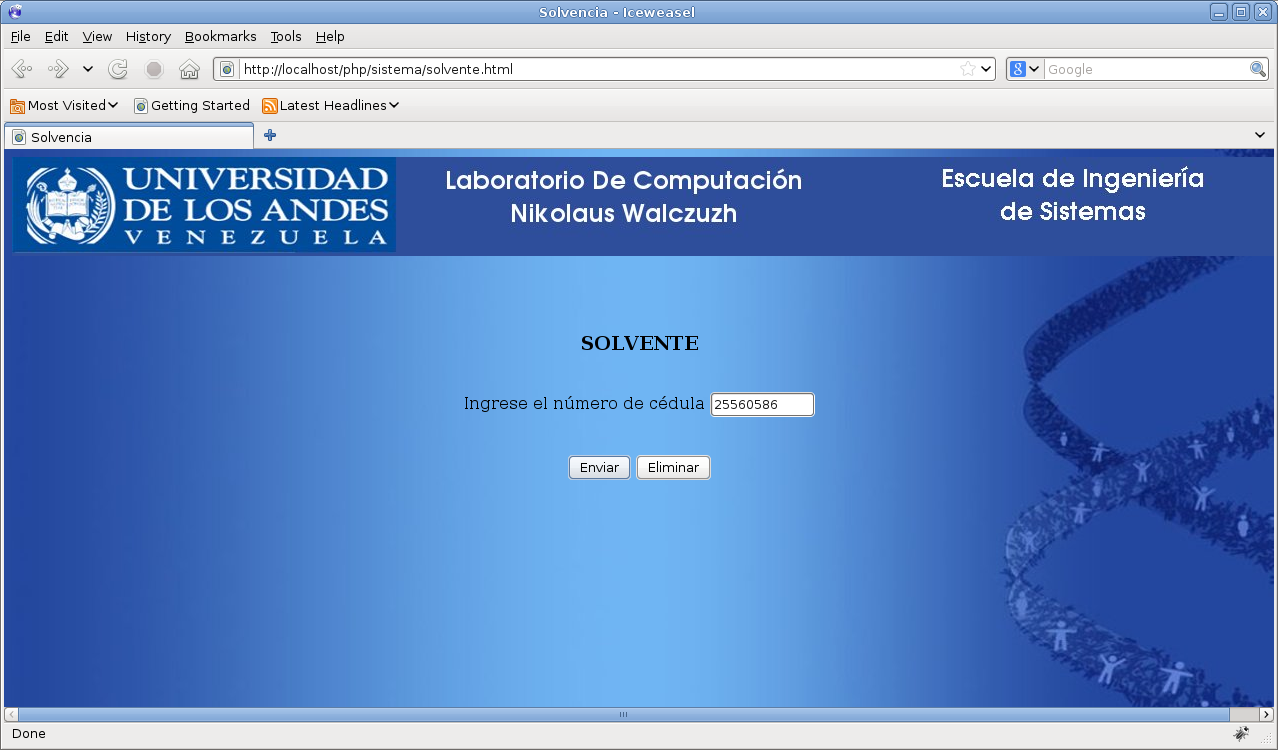 Solvencia - Iceweasel
File Edit View History Bookmarks Tools Help
http://localhost/php/sistema/solvente.html
Google
Most Visited Getting Started Latest Headlines
Solvencia
UNIVERSIDAD
DE LOS ANDES
VENEZUELA
Laboratorio De Computación
Nikolaus Walczuzh
Escuela de Ingeniería
de Sistemas
SOLVENTE
Ingrese el número de cédula 25560586
Enviar Eliminar
Done